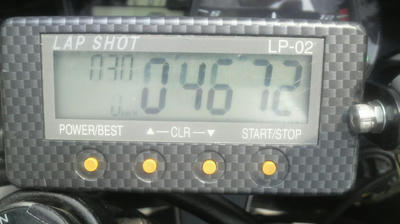 LAP SHOT LP-02
04672
POWER/BEST ▲— CLR —▼ START/STOP